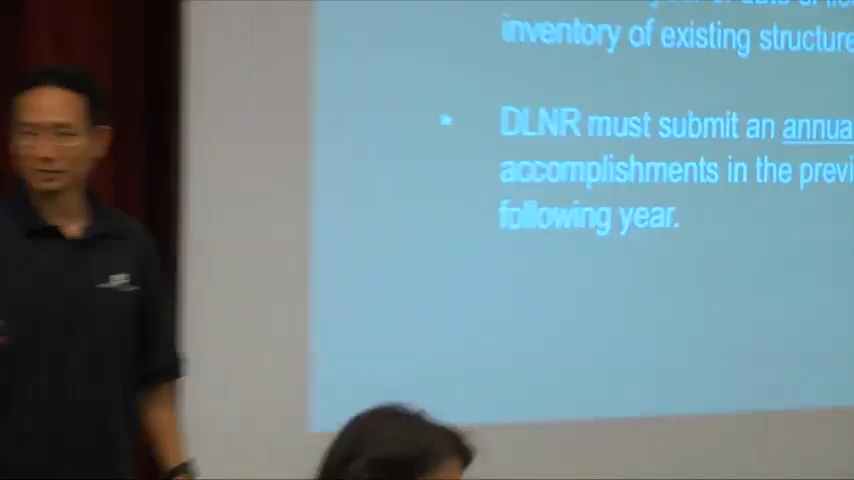 inventory of existing structure
DLNR must submit an annua
accomplishments in the previ
following year.